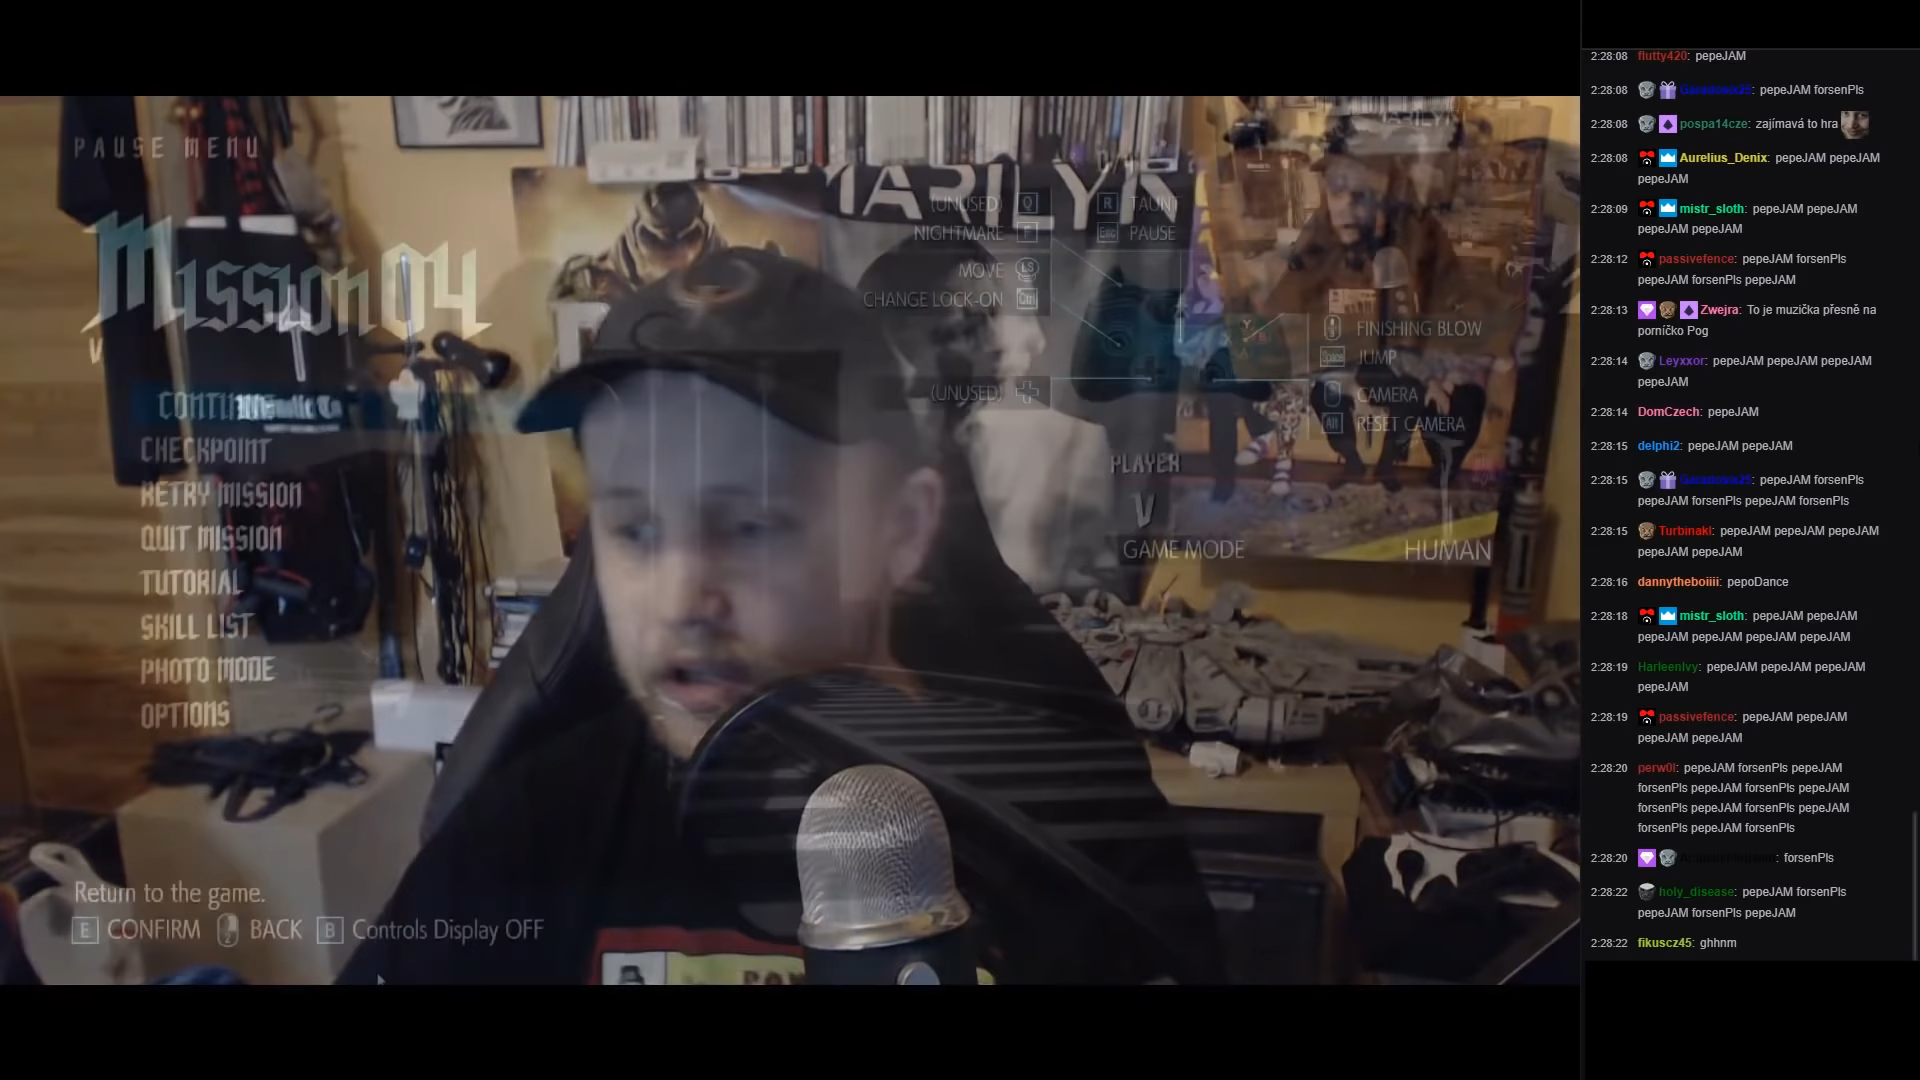 PAUSE MENU
Mission 04
V
CONTINUE
CHECKPOINT
RETRY MISSION
QUIT MISSION
TUTORIAL
SKILL LIST
PHOTO MODE
OPTIONS
Return to the game.
E CONFIRM BACK B Controls Display OFF
MARILYN
(UNUSED) Q
NIGHTMARE F
MOVE LS
CHANGE LOCK-ON Ctrl
(UNUSED)
R TAUNT
Esc PAUSE
FINISHING BLOW
Space JUMP
CAMERA
Alt RESET CAMERA
PLAYER
V
GAME MODE HUMAN
2:28:08 flutty420: pepeJAM
2:28:08 : pepeJAM forsenPls
2:28:08 pospa14cze: zajímavá to hra
2:28:08 Aurelius_Denix: pepeJAM pepeJAM
pepeJAM
2:28:09 mistr_sloth: pepeJAM pepeJAM
pepeJAM pepeJAM
2:28:12 passivefence: pepeJAM forsenPls
pepeJAM forsenPls pepeJAM
2:28:13 Zwejra: To je muzička přesně na
porníčko Pog
2:28:14 Leyxxor: pepeJAM pepeJAM pepeJAM
pepeJAM
2:28:14 DomCzech: pepeJAM
2:28:15 delphi2: pepeJAM pepeJAM
2:28:15 : pepeJAM forsenPls
pepeJAM forsenPls pepeJAM forsenPls
2:28:15 Turbinakl: pepeJAM pepeJAM pepeJAM
pepeJAM pepeJAM
2:28:16 dannytheboiiii: pepoDance
2:28:18 mistr_sloth: pepeJAM pepeJAM
pepeJAM pepeJAM pepeJAM pepeJAM
2:28:19 HarleenIvy: pepeJAM pepeJAM pepeJAM
pepeJAM
2:28:19 passivefence: pepeJAM pepeJAM
pepeJAM pepeJAM
2:28:20 perw0l: pepeJAM forsenPls pepeJAM
forsenPls pepeJAM forsenPls pepeJAM
forsenPls pepeJAM forsenPls pepeJAM
forsenPls pepeJAM forsenPls
2:28:20 : forsenPls
2:28:22 holy_disease: pepeJAM forsenPls
pepeJAM forsenPls pepeJAM
2:28:22 fikuscz45: ghhnm